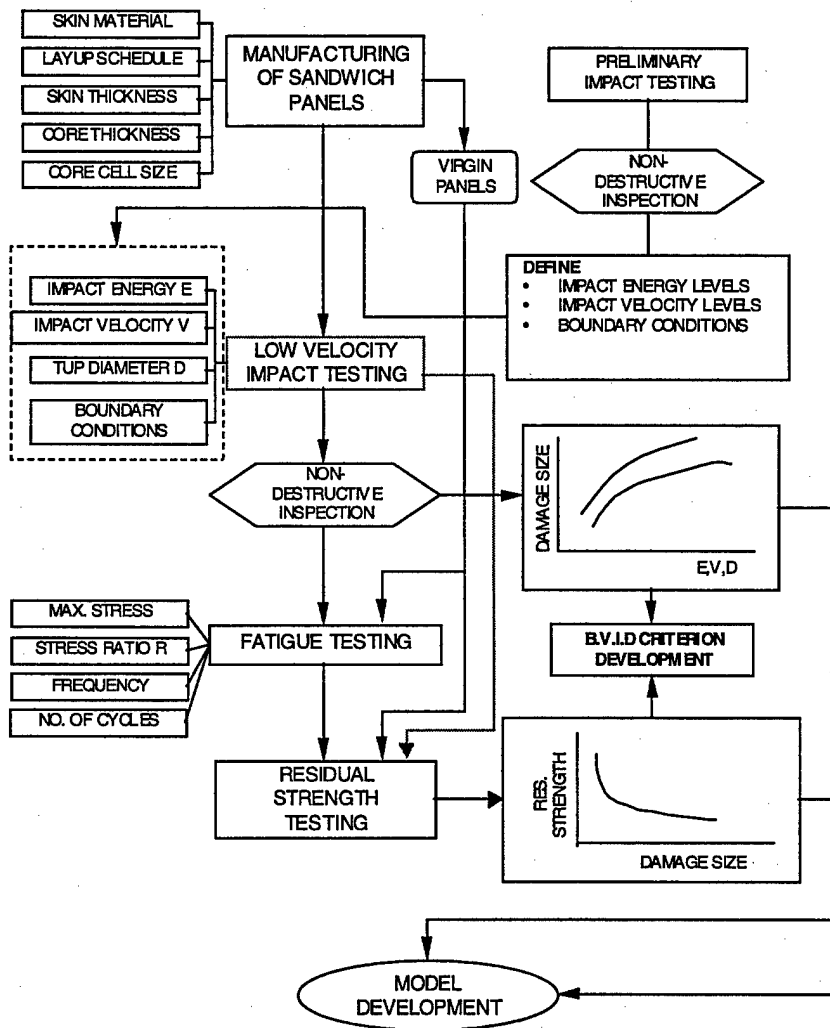 SKIN MATERIAL
LAYUP SCHEDULE
SKIN THICKNESS
CORE THICKNESS
CORE CELL SIZE
MANUFACTURING
OF SANDWICH
PANELS
PRELIMINARY
IMPACT TESTING
VIRGIN
PANELS
NON-
DESTRUCTIVE
INSPECTION
DEFINE
• IMPACT ENERGY LEVELS
• IMPACT VELOCITY LEVELS
• BOUNDARY CONDITIONS
IMPACT ENERGY E
IMPACT VELOCITY V
TUP DIAMETER D
BOUNDARY
CONDITIONS
LOW VELOCITY
IMPACT TESTING
NON-
DESTRUCTIVE
INSPECTION
DAMAGE SIZE
E,V,D
MAX. STRESS
STRESS RATIO R
FREQUENCY
NO. OF CYCLES
FATIGUE TESTING
B.V.I.D CRITERION
DEVELOPMENT
RESIDUAL
STRENGTH
TESTING
RES.
STRENGTH
DAMAGE SIZE
MODEL
DEVELOPMENT